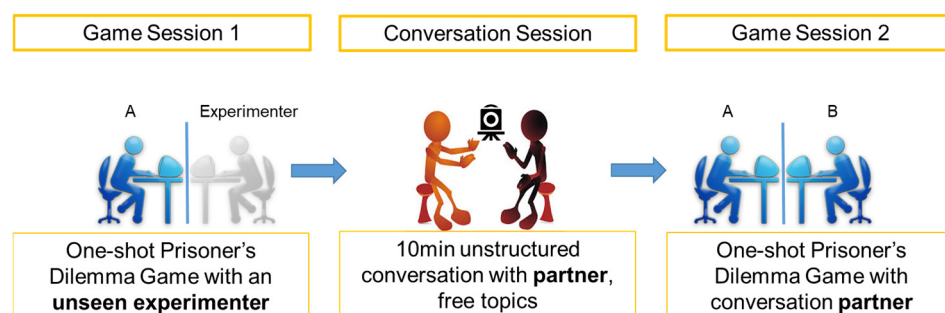 Game Session 1
Conversation Session
Game Session 2
A
Experimenter
A
B
One-shot Prisoner's
Dilemma Game with an
unseen experimenter
10min unstructured
conversation with partner,
free topics
One-shot Prisoner's
Dilemma Game with
conversation partner